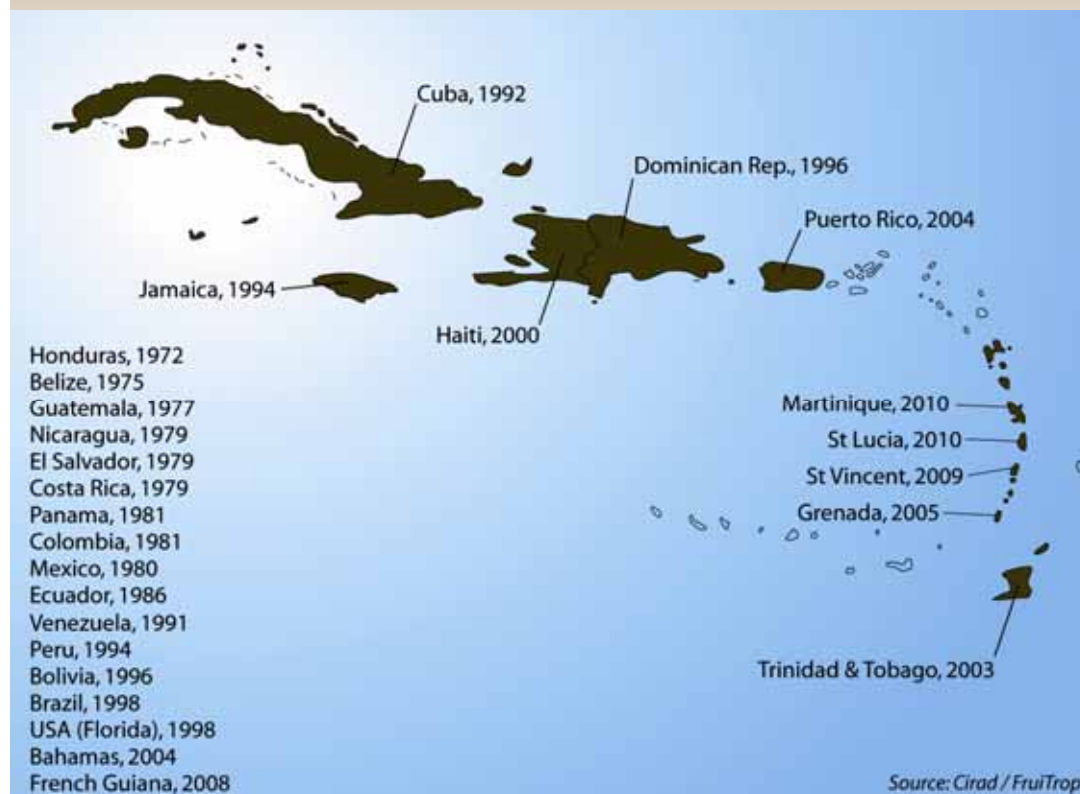 Cuba, 1992
Dominican Rep., 1996
Puerto Rico, 2004
Jamaica, 1994
Haiti, 2000
Martinique, 2010
St Lucia, 2010
St Vincent, 2009
Grenada, 2005
Trinidad & Tobago, 2003
Honduras, 1972
Belize, 1975
Guatemala, 1977
Nicaragua, 1979
El Salvador, 1979
Costa Rica, 1979
Panama, 1981
Colombia, 1981
Mexico, 1980
Ecuador, 1986
Venezuela, 1991
Peru, 1994
Bolivia, 1996
Brazil, 1998
USA (Florida), 1998
Bahamas, 2004
French Guiana, 2008
Source: Cirad / FruiTrop